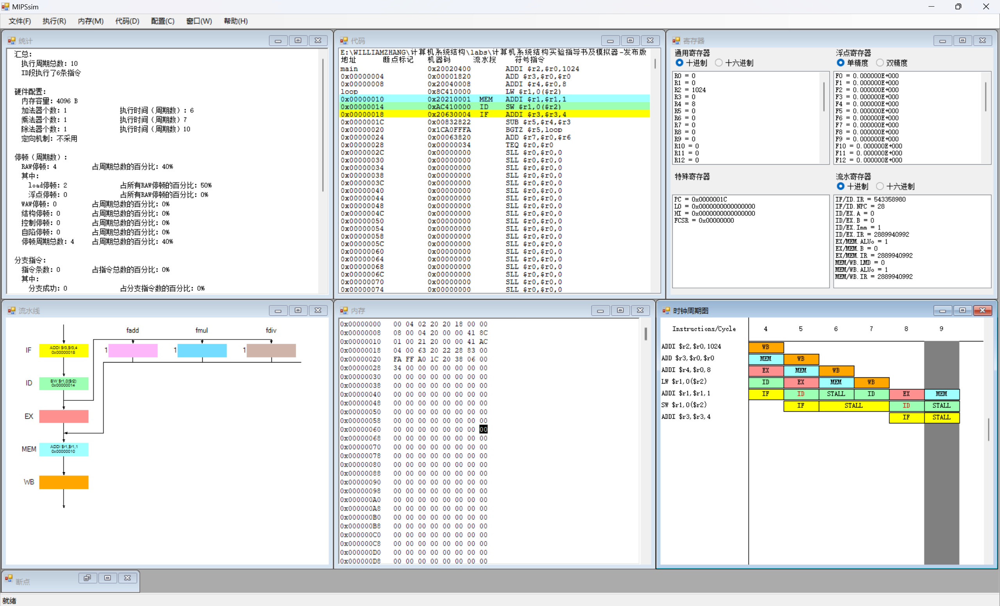 MIPSsim
文件(F) 执行(R) 内存(M) 代码(D) 配置(C) 窗口(W) 帮助(H)
统计
汇总:
执行周期总数: 10
ID段执行了6条指令
硬件配置:
内存容量: 4096 B
加法器个数: 1 执行时间（周期数）: 6
乘法器个数: 1 执行时间（周期数）7
除法器个数: 1 执行时间（周期数）10
定向机制: 不采用
停顿（周期数）:
RAW停顿: 4 占周期总数的百分比: 40%
其中:
load停顿: 2 占所有RAW停顿的百分比: 50%
浮点停顿: 0 占所有RAW停顿的百分比: 0%
WAW停顿: 0 占周期总数的百分比: 0%
结构停顿: 0 占周期总数的百分比: 0%
控制停顿: 0 占周期总数的百分比: 0%
自陷停顿: 0 占周期总数的百分比: 0%
停顿周期总数: 4 占周期总数的百分比: 40%
分支指令:
指令条数: 0 占指令总数的百分比: 0%
其中:
分支成功: 0 占分支指令数的百分比: 0%
代码
E:\WILLIAMZHANG\计算机系统结构\labs\计算机系统结构实验指导书及模拟器-发布版
地址 断点标记 机器码 流水段 符号指令
main 0x20020400 ADDI $r2,$r0,1024
0x00000004 0x00001820 ADD $r3,$r0,$r0
0x00000008 0x20040008 ADDI $r4,$r0,8
loop 0x8C410000 LW $r1,0($r2)
0x00000010 0x20210001 MEM ADDI $r1,$r1,1
0x00000014 0xAC410000 ID SW $r1,0($r2)
0x00000018 0x20630004 IF ADDI $r3,$r3,4
0x0000001C 0x00832822 SUB $r5,$r4,$r3
0x00000020 0x1CA0FFFA BGTZ $r5,loop
0x00000024 0x00063820 ADD $r7,$r0,$r6
0x00000028 0x00000034 TEQ $r0,$r0
0x0000002C 0x00000000 SLL $r0,$r0,0
0x00000030 0x00000000 SLL $r0,$r0,0
0x00000034 0x00000000 SLL $r0,$r0,0
0x00000038 0x00000000 SLL $r0,$r0,0
0x0000003C 0x00000000 SLL $r0,$r0,0
0x00000040 0x00000000 SLL $r0,$r0,0
0x00000044 0x00000000 SLL $r0,$r0,0
0x00000048 0x00000000 SLL $r0,$r0,0
0x0000004C 0x00000000 SLL $r0,$r0,0
0x00000050 0x00000000 SLL $r0,$r0,0
0x00000054 0x00000000 SLL $r0,$r0,0
0x00000058 0x00000000 SLL $r0,$r0,0
0x0000005C 0x00000000 SLL $r0,$r0,0
0x00000060 0x00000000 SLL $r0,$r0,0
0x00000064 0x00000000 SLL $r0,$r0,0
0x00000068 0x00000000 SLL $r0,$r0,0
0x0000006C 0x00000000 SLL $r0,$r0,0
0x00000070 0x00000000 SLL $r0,$r0,0
0x00000074 0x00000000 SLL $r0,$r0,0
寄存器
通用寄存器
十进制 十六进制
R0 = 0
R1 = 0
R2 = 1024
R3 = 0
R4 = 8
R5 = 0
R6 = 0
R7 = 0
R8 = 0
R9 = 0
R10 = 0
R11 = 0
R12 = 0
浮点寄存器
单精度 双精度
F0 = 0.000000E+000
F1 = 0.000000E+000
F2 = 0.000000E+000
F3 = 0.000000E+000
F4 = 0.000000E+000
F5 = 0.000000E+000
F6 = 0.000000E+000
F7 = 0.000000E+000
F8 = 0.000000E+000
F9 = 0.000000E+000
F10 = 0.000000E+000
F11 = 0.000000E+000
F12 = 0.000000E+000
特殊寄存器
PC = 0x0000001C
LO = 0x0000000000000000
HI = 0x0000000000000000
FCSR = 0x00000000
流水寄存器
十进制 十六进制
IF/ID.IR = 543358980
IF/ID.NPC = 28
ID/EX.A = 0
ID/EX.B = 0
ID/EX.Imm = 1
ID/EX.IR = 2889940992
EX/MEM.ALUo = 1
EX/MEM.B = 0
EX/MEM.IR = 2889940992
MEM/WB.LMD = 0
MEM/WB.ALUo = 1
MEM/WB.IR = 2889940992
流水线
fadd fmul fdiv
IF ADDI $r3,$r3,4 1 1 1
0x00000018
ID SW $r1,0($r2)
0x00000014
EX
MEM ADDI $r1,$r1,1
0x00000010
WB
内存
0x00000000 00 04 02 20 20 18 00 00
0x00000008 08 00 04 20 00 00 41 8C
0x00000010 01 00 21 20 00 00 41 AC
0x00000018 04 00 63 20 22 28 83 00
0x00000020 FA FF A0 1C 20 38 06 00
0x00000028 34 00 00 00 00 00 00 00
0x00000030 00 00 00 00 00 00 00 00
0x00000038 00 00 00 00 00 00 00 00
0x00000040 00 00 00 00 00 00 00 00
0x00000048 00 00 00 00 00 00 00 00
0x00000050 00 00 00 00 00 00 00 00
0x00000058 00 00 00 00 00 00 00 00
0x00000060 00 00 00 00 00 00 00 00
0x00000068 00 00 00 00 00 00 00 00
0x00000070 00 00 00 00 00 00 00 00
0x00000078 00 00 00 00 00 00 00 00
0x00000080 00 00 00 00 00 00 00 00
0x00000088 00 00 00 00 00 00 00 00
0x00000090 00 00 00 00 00 00 00 00
0x00000098 00 00 00 00 00 00 00 00
0x000000A0 00 00 00 00 00 00 00 00
0x000000A8 00 00 00 00 00 00 00 00
0x000000B0 00 00 00 00 00 00 00 00
0x000000B8 00 00 00 00 00 00 00 00
0x000000C0 00 00 00 00 00 00 00 00
0x000000C8 00 00 00 00 00 00 00 00
0x000000D0 00 00 00 00 00 00 00 00
0x000000D8 00 00 00 00 00 00 00 00
时钟周期图
Instructions/Cycle 4 5 6 7 8 9
ADDI $r2,$r0,1024 WB
ADD $r3,$r0,$r0 MEM WB
ADDI $r4,$r0,8 EX MEM WB
LW $r1,0($r2) ID EX MEM WB
ADDI $r1,$r1,1 IF ID STALL ID EX MEM
SW $r1,0($r2) IF STALL ID STALL
ADDI $r3,$r3,4 IF STALL
断点
就绪